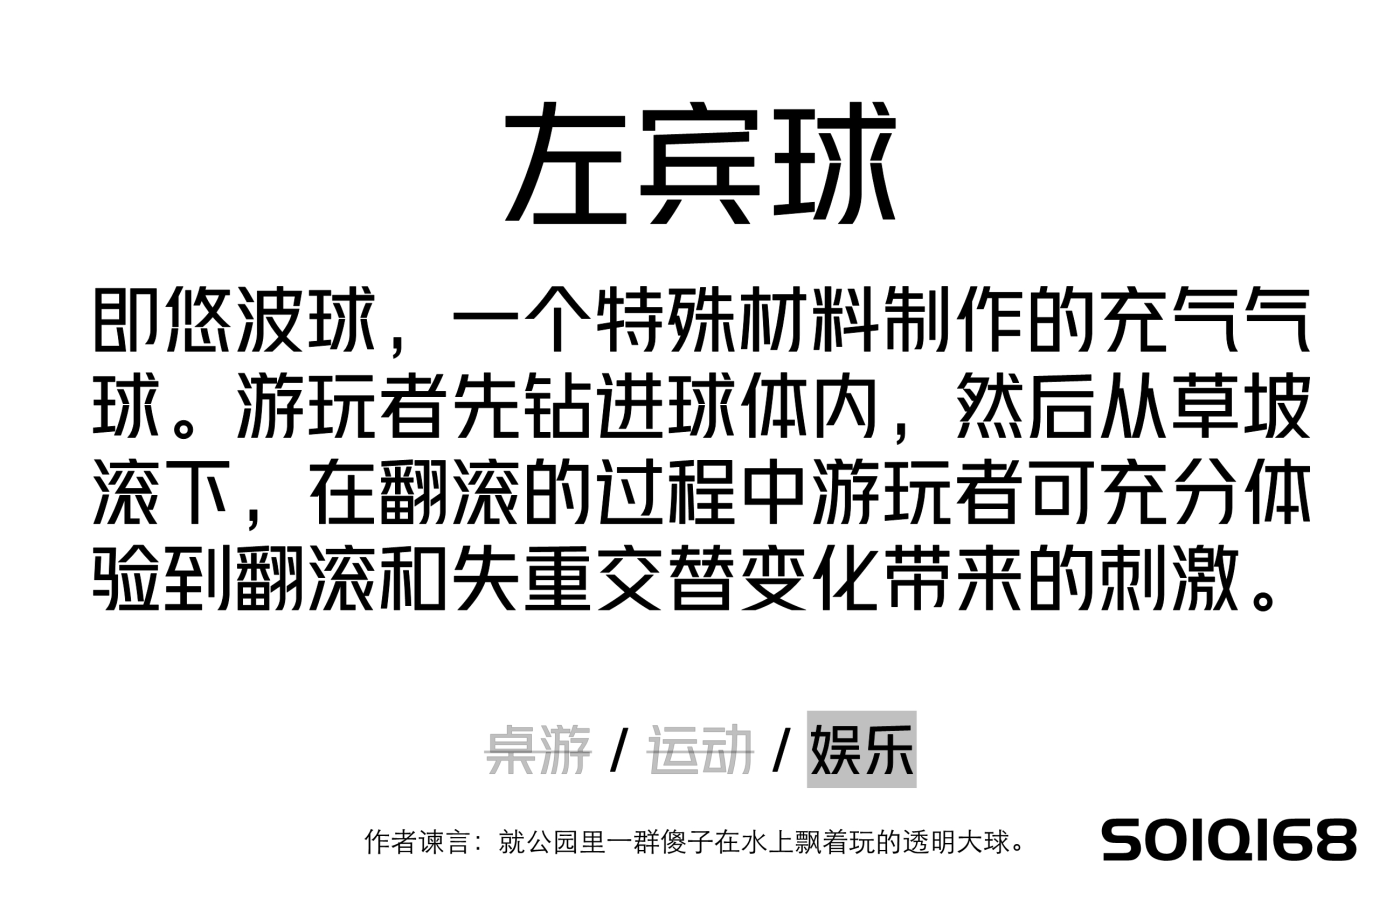 左宾球
即悠波球，一个特殊材料制作的充气气
球。游玩者先钻进球体内，然后从草坡
滚下，在翻滚的过程中游玩者可充分体
验到翻滚和失重交替变化带来的刺激。
桌游 / 运动 / 娱乐
作者谏言：就公园里一群傻子在水上飘着玩的透明大球。
SOIQI68